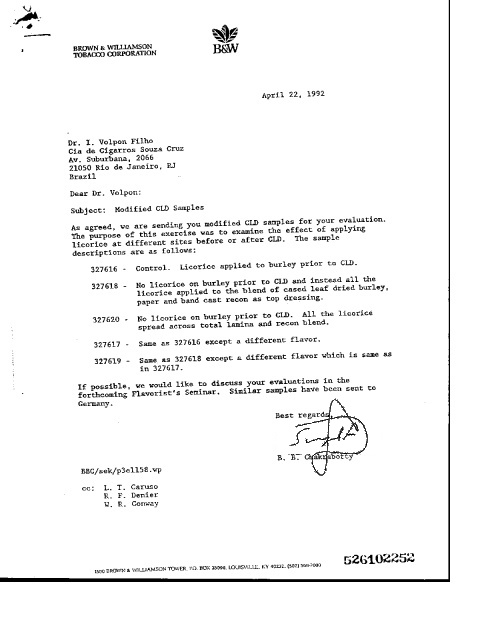 BROWN & WILLIAMSON
TOBACCO CORPORATION
B&W
April 22, 1992
Dr. I. Volpon Filho
Cia de Cigarros Souza Cruz
Av. Suburbana, 2066
21050 Rio de Janeiro, RJ
Brazil
Dear Dr. Volpon:
Subject: Modified CLD Samples
As agreed, we are sending you modified CLD samples for your evaluation.
The purpose of this exercise was to examine the effect of applying
licorice at different sites before or after CLD. The sample
descriptions are as follows:
327616 - Control. Licorice applied to burley prior to CLD.
327618 - No licorice on burley prior to CLD and instead all the
licorice applied to the blend of cased leaf dried burley,
paper and band cast recon as top dressing.
327620 - No licorice on burley prior to CLD. All the licorice
spread across total lamina and recon blend.
327617 - Same as 327616 except a different flavor.
327619 - Same as 327618 except a different flavor which is same as
in 327617.
If possible, we would like to discuss your evaluations in the
forthcoming Flavorist's Seminar. Similar samples have been sent to
Germany.
Best regards,
B. B. Chakraborty
BBC/sek/p3ell58.wp
cc: L. T. Caruso
R. F. Denier
W. R. Conway
1500 BROWN & WILLIAMSON TOWER, P.O. BOX 35090, LOUISVILLE, KY 40232, (502)
526102252